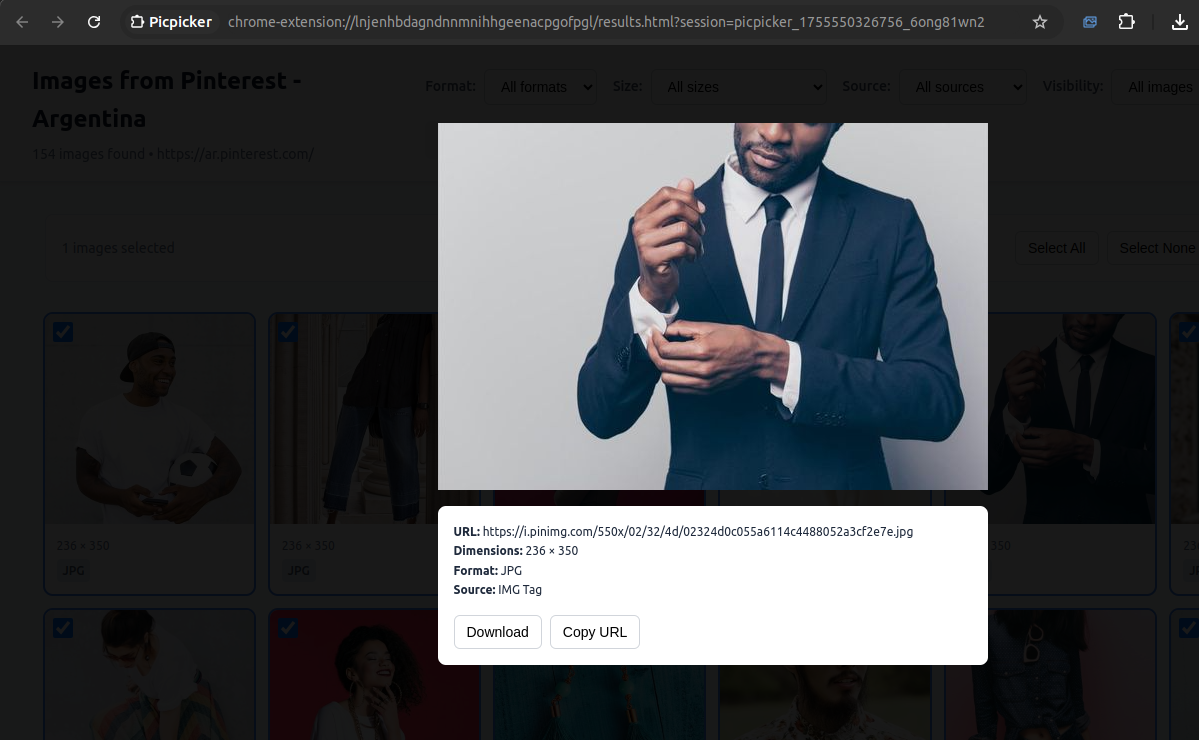 Picpicker
chrome-extension://lnjenhbdagndnnmnihhgeenacpgofpgl/results.html?session=picpicker_1755550326756_6ong81wn2
Images from Pinterest -
Argentina
154 images found • https://ar.pinterest.com/
Format: All formats Size: All sizes Source: All sources Visibility: All images
1 images selected
Select All Select None
236 × 350
JPG
236 × 350
JPG
350
URL: https://i.pinimg.com/550x/02/32/4d/02324d0c055a6114c4488052a3cf2e7e.jpg
Dimensions: 236 × 350
Format: JPG
Source: IMG Tag
Download Copy URL